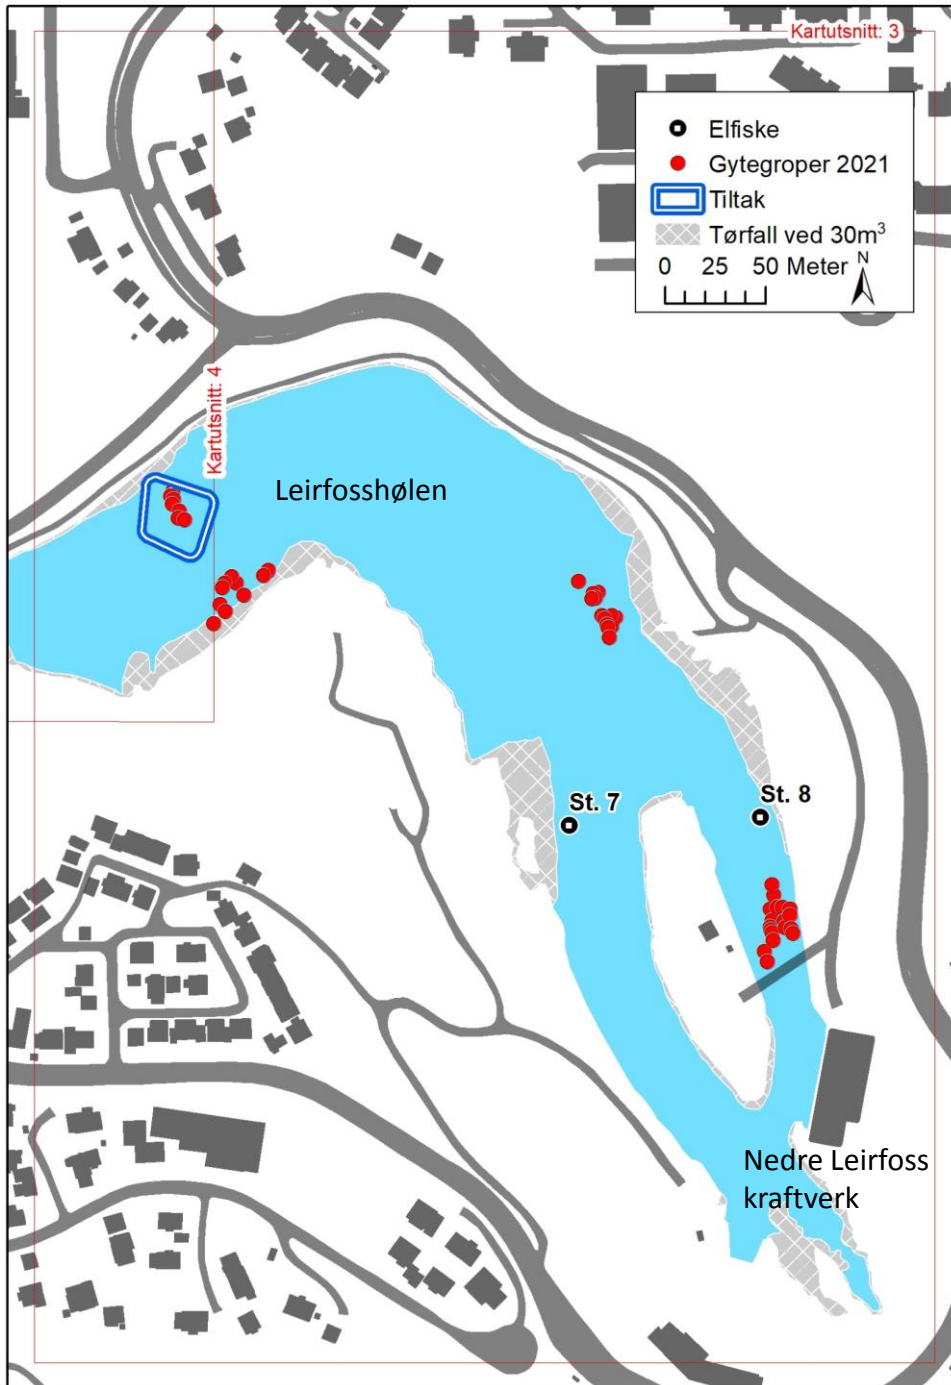 Kartutsnitt: 3
Elfiske
Gytegroper 2021
Tiltak
Tørfall ved 30m³
0 25 50 Meter
N
Kartutsnitt: 4
Leirfosshølen
St. 7
St. 8
Nedre Leirfoss
kraftverk